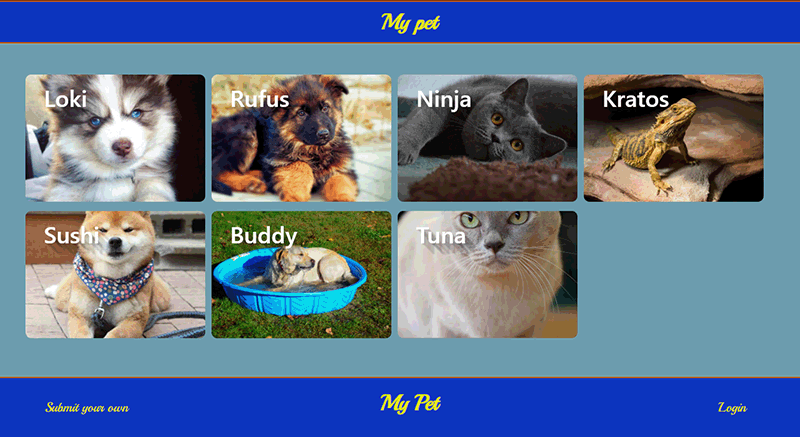 My pet
Loki
Rufus
Ninja
Kratos
Sushi
Buddy
Tuna
Submit your own
My Pet
Login